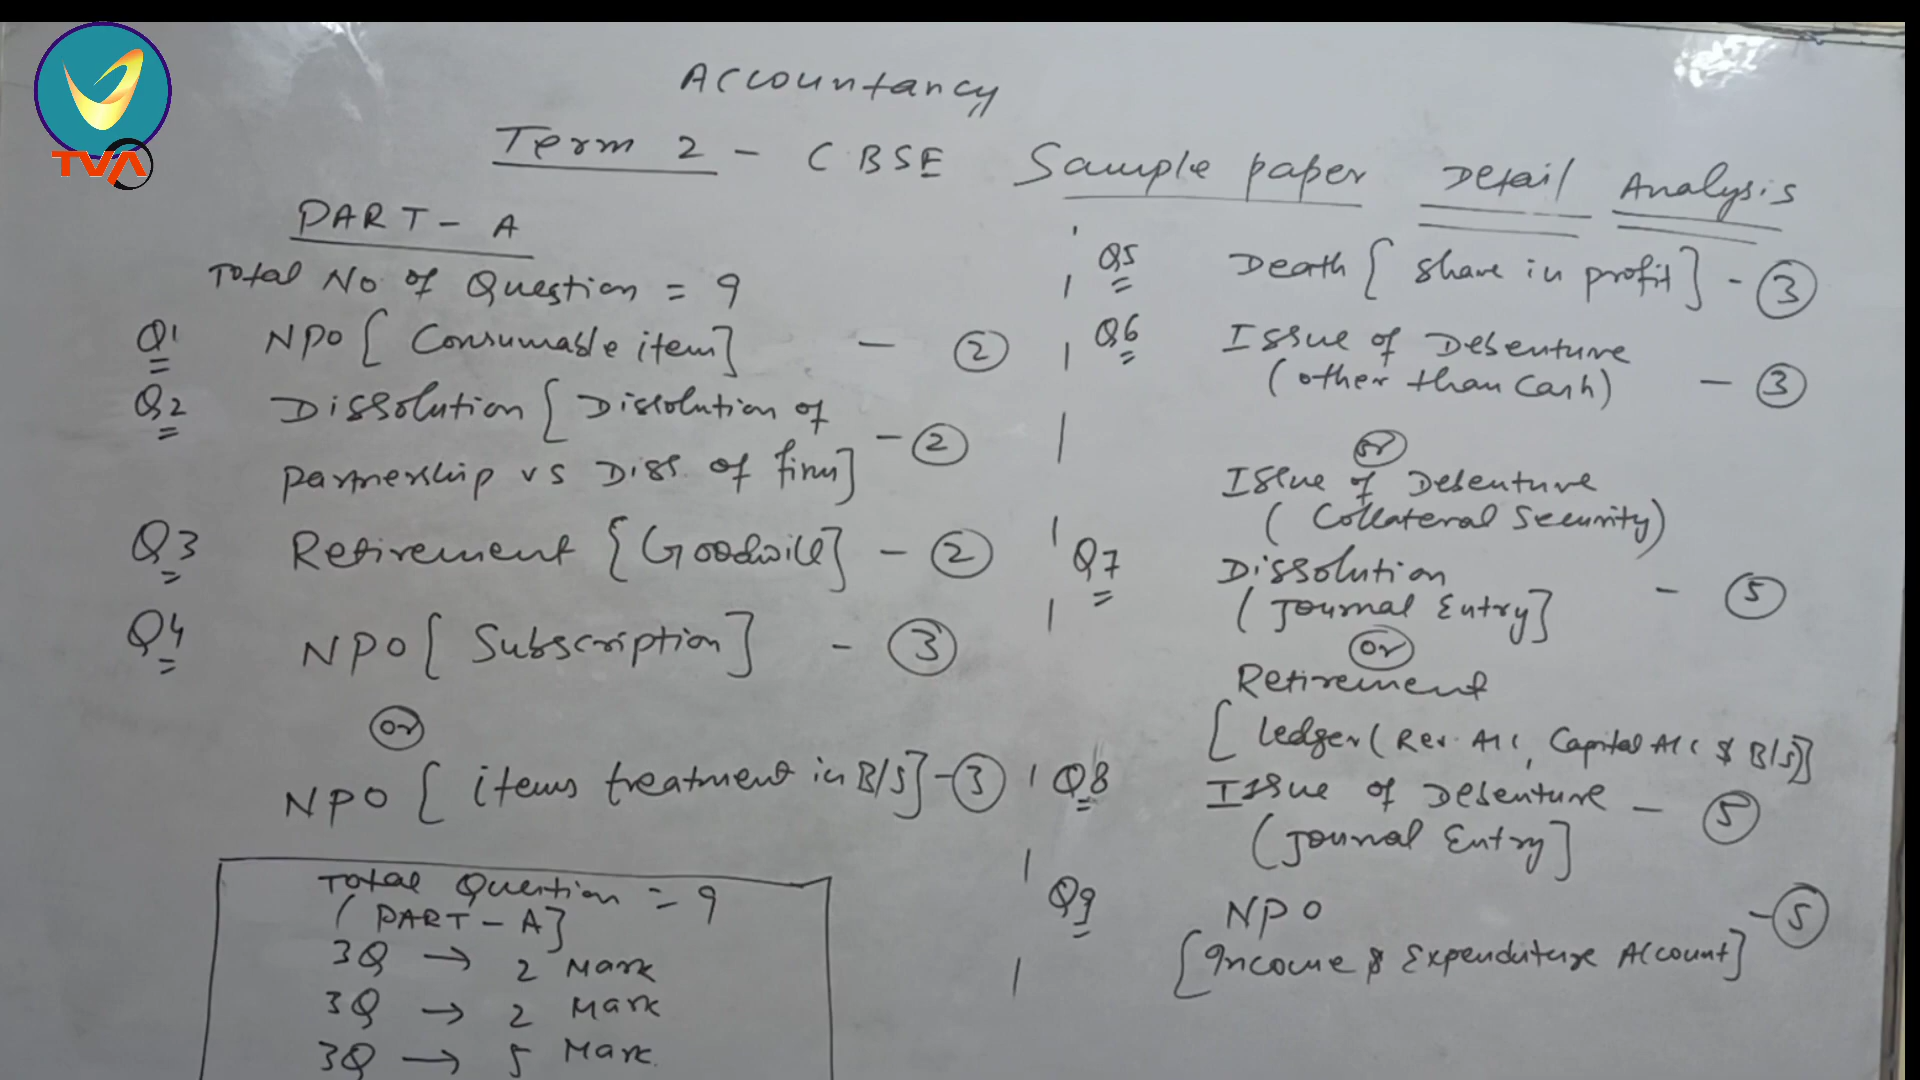 TVA
Accountancy
Term 2 - CBSE Sample paper Detail Analysis
PART - A
Total No. of Question = 9
Q1 NPO [ Consumable item] - 2
Q2 Dissolution [ Dissolution of
partnership vs Diss. of firm] - 2
Q3 Retirement {Goodwill] - 2
Q4 NPO [ Subscription ] - 3
or
NPO [ items treatment in B/S] - 3
Total Question = 9
( PART - A]
3Q → 2 Mark
3Q → 2 Mark
3Q → 5 Mark
Q5 Death [ Share in profit ] - 3
Q6 Issue of Debenture
(other than Cash) - 3
or
Issue of Debenture
( Collateral Security)
Q7 Dissolution - 5
( Journal Entry]
or
Retirement
[ Ledger ( Rev. A/c, Capital A/c & B/S)]
Q8 Issue of Debenture - 5
(Journal Entry]
Q9 NPO - 5
[Income & Expenduture Account]